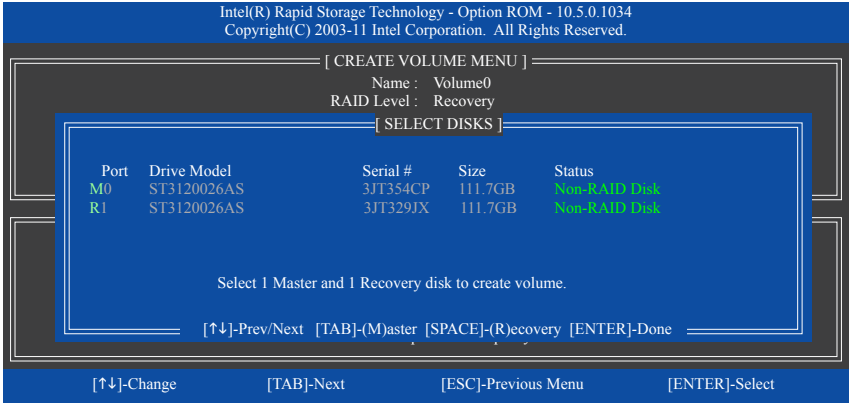 Intel(R) Rapid Storage Technology - Option ROM - 10.5.0.1034
Copyright(C) 2003-11 Intel Corporation. All Rights Reserved.
[ CREATE VOLUME MENU ]
Name : Volume0
RAID Level : Recovery
[ SELECT DISKS ]
Port Drive Model Serial # Size Status
M0 ST3120026AS 3JT354CP 111.7GB Non-RAID Disk
R1 ST3120026AS 3JT329JX 111.7GB Non-RAID Disk
Select 1 Master and 1 Recovery disk to create volume.
[↑↓]-Prev/Next [TAB]-(M)aster [SPACE]-(R)ecovery [ENTER]-Done
[↑↓]-Change [TAB]-Next [ESC]-Previous Menu [ENTER]-Select